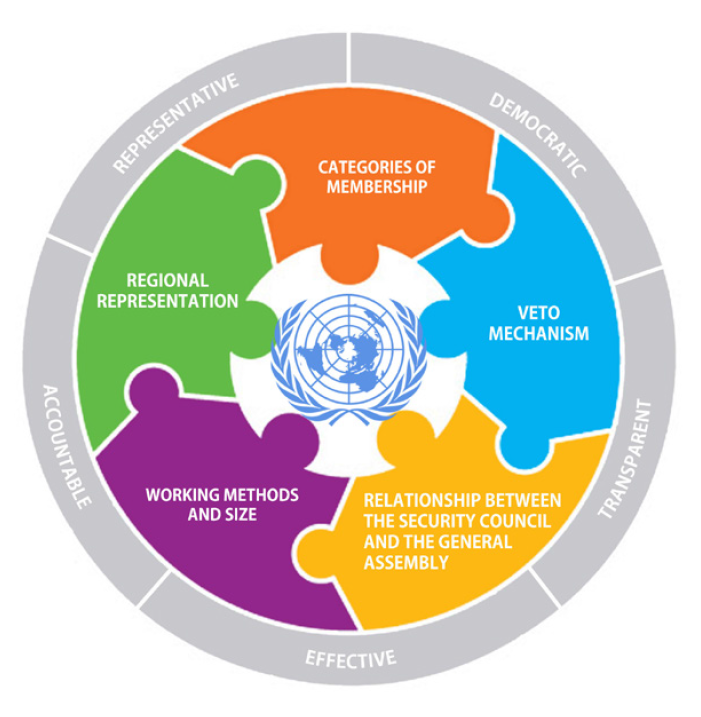 REPRESENTATIVE
DEMOCRATIC
CATEGORIES OF
MEMBERSHIP
REGIONAL
REPRESENTATION
VETO
MECHANISM
ACCOUNTABLE
TRANSPARENT
WORKING METHODS
AND SIZE
RELATIONSHIP BETWEEN
THE SECURITY COUNCIL
AND THE GENERAL
ASSEMBLY
EFFECTIVE